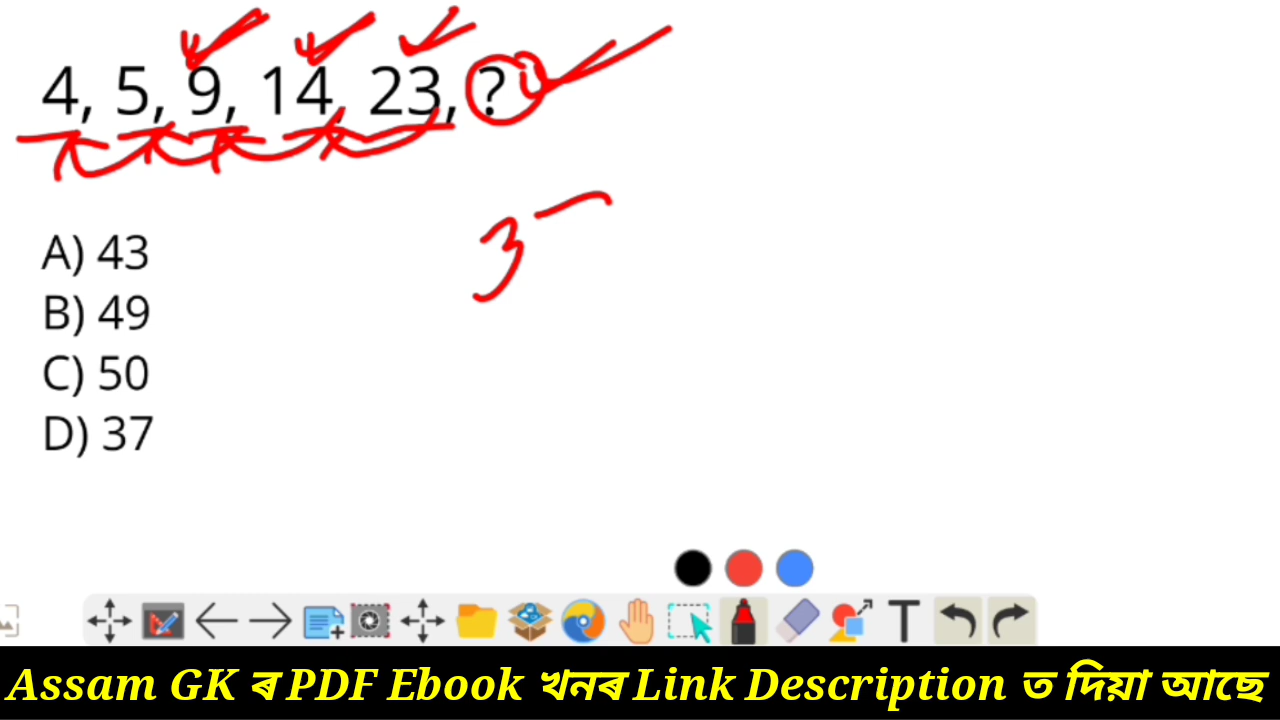 4, 5, 9, 14, 23, ?
3
A) 43
B) 49
C) 50
D) 37
T
Assam GK ৰ PDF Ebook খনৰ Link Description ত দিয়া আছে